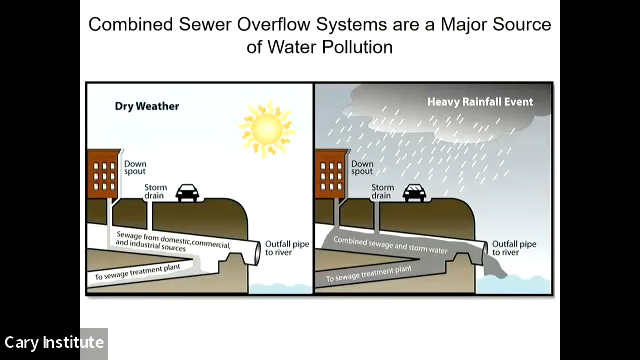 Combined Sewer Overflow Systems are a Major Source
of Water Pollution
Dry Weather
Down
spout
Storm
drain
Sewage from domestic, commercial,
and industrial sources
Outfall pipe
to river
To sewage treatment plant
Heavy Rainfall Event
Down
spout
Storm
drain
Combined sewage and storm water
Outfall pipe
to river
To sewage treatment plant
Cary Institute